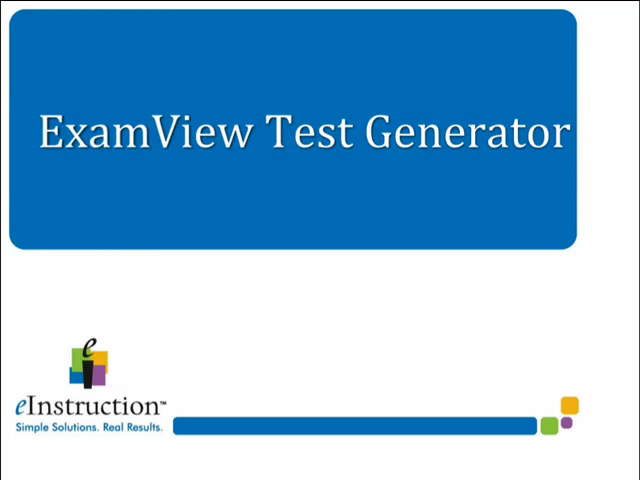 ExamView Test Generator
eInstruction™
Simple Solutions. Real Results.